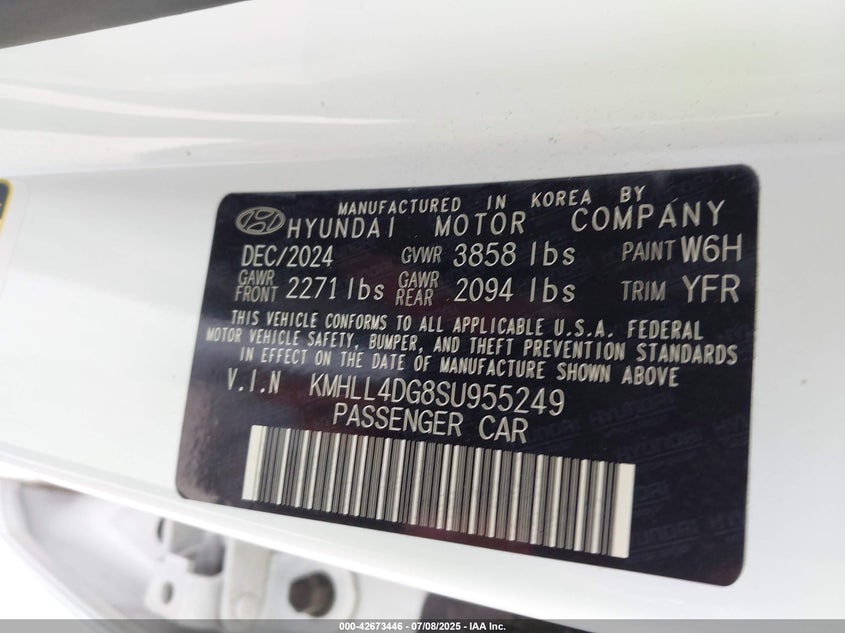 MANUFACTURED IN KOREA BY
HYUNDAI MOTOR COMPANY
DEC/2024 GVWR 3858 lbs PAINT W6H
GAWR FRONT 2271 lbs GAWR REAR 2094 lbs TRIM YFR
THIS VEHICLE CONFORMS TO ALL APPLICABLE U.S.A. FEDERAL
MOTOR VEHICLE SAFETY, BUMPER, AND THEFT PREVENTION STANDARDS
IN EFFECT ON THE DATE OF MANUFACTURE SHOWN ABOVE
V.I.N KMHLL4DG8SU955249
PASSENGER CAR
000-42673446 - 07/08/2025 - IAA Inc.